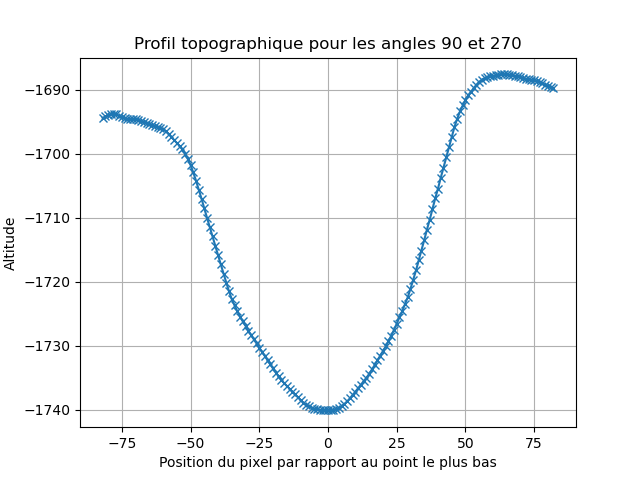 Profil topographique pour les angles 90 et 270
−1690
−1700
−1710
−1720
−1730
−1740
Altitude
−75 −50 −25 0 25 50 75
Position du pixel par rapport au point le plus bas